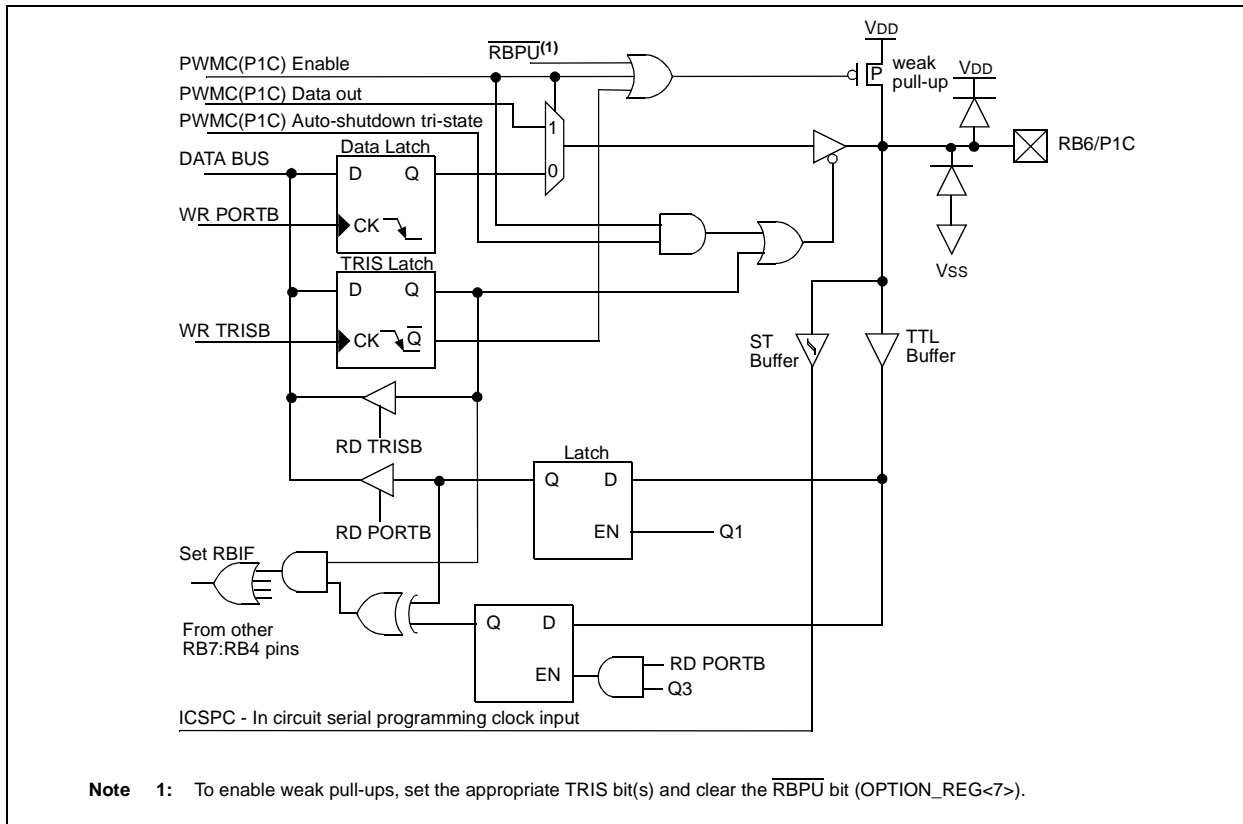 VDD
RBPU(1)
PWMC(P1C) Enable
P
weak
pull-up
VDD
PWMC(P1C) Data out
1
PWMC(P1C) Auto-shutdown tri-state
Data Latch
RB6/P1C
DATA BUS
D Q
0
WR PORTB
CK
TRIS Latch
VSS
D Q
WR TRISB
CK Q
ST
Buffer
TTL
Buffer
RD TRISB
Latch
Q D
RD PORTB
EN
Q1
Set RBIF
Q D
From other
RB7:RB4 pins
RD PORTB
EN
Q3
ICSPC - In circuit serial programming clock input
Note 1: To enable weak pull-ups, set the appropriate TRIS bit(s) and clear the RBPU bit (OPTION_REG<7>).